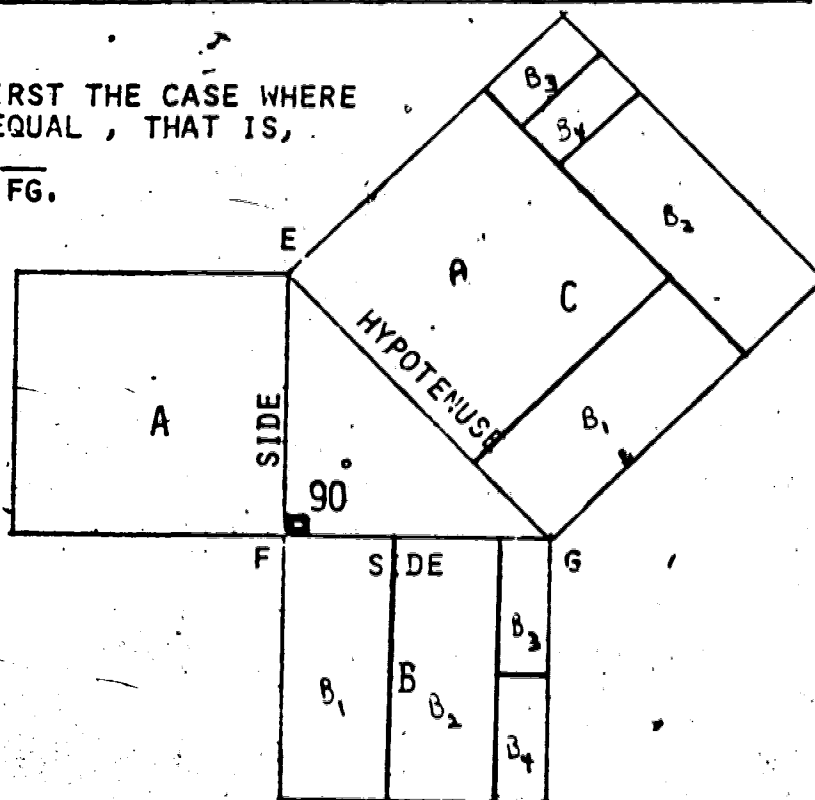 IRST THE CASE WHERE
EQUAL , THAT IS,
FG.
B3
B4
B2
E
A
C
HYPOTENUSE
B1
A
SIDE
90°
F
SIDE
G
B1
B
B2
B3
B4